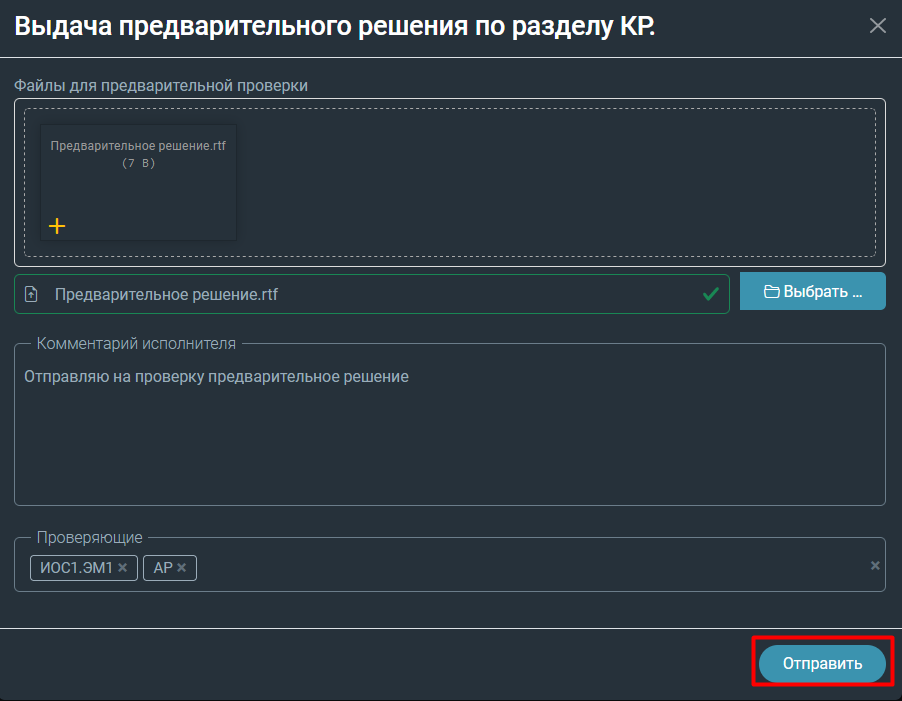 Выдача предварительного решения по разделу КР.
Файлы для предварительной проверки
Предварительное решение.rtf
(7 B)
Предварительное решение.rtf
Выбрать ...
Комментарий исполнителя
Отправляю на проверку предварительное решение
Проверяющие
ИОС1.ЭМ1 × АР ×
Отправить